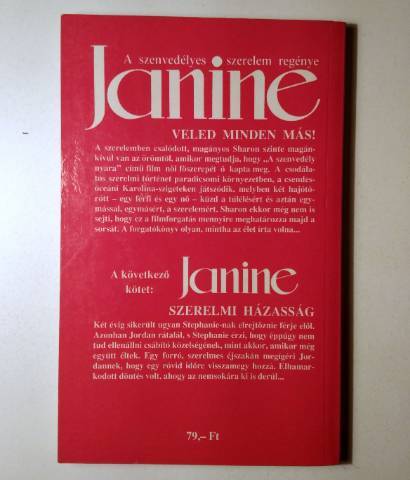 A szenvedélyes szerelem regénye
Janine
VELED MINDEN MÁS!
A szerelemben csalódott, magányos Sharon szinte magán-
kívül van az örömtől, amikor megtudja, hogy „A szenvedély
nyara” című film női főszerepét ő kapta meg. A csodála-
tos szerelmi történet paradicsomi környezetben, a csendes-
óceáni Karolina-szigeteken játszódik, melyben két hajótö-
rött – egy férfi és egy nő – küzd a túlélésért és aztán egy-
mással, egymásért, a szerelemért. Sharon ekkor még nem is
sejti, hogy ez a filmforgatás mennyire meghatározza majd a
sorsát. A forgatókönyv olyan, mintha az élet írta volna...
A következő
kötet:
Janine
SZERELMI HÁZASSÁG
Két évig sikerült ugyan Stephanie-nak elrejtőznie férje elől.
Azonban Jordan rátalál, s Stephanie érzi, hogy éppúgy nem
tud ellenállni csábító közelségének, mint akkor, amikor még
együtt éltek. Egy forró, szerelmes éjszakán megígéri Jor-
dannek, hogy egy rövid időre visszamegy hozzá. Elhamar-
kodott döntés volt, ahogy az nemsokára ki is derül...
79,– Ft